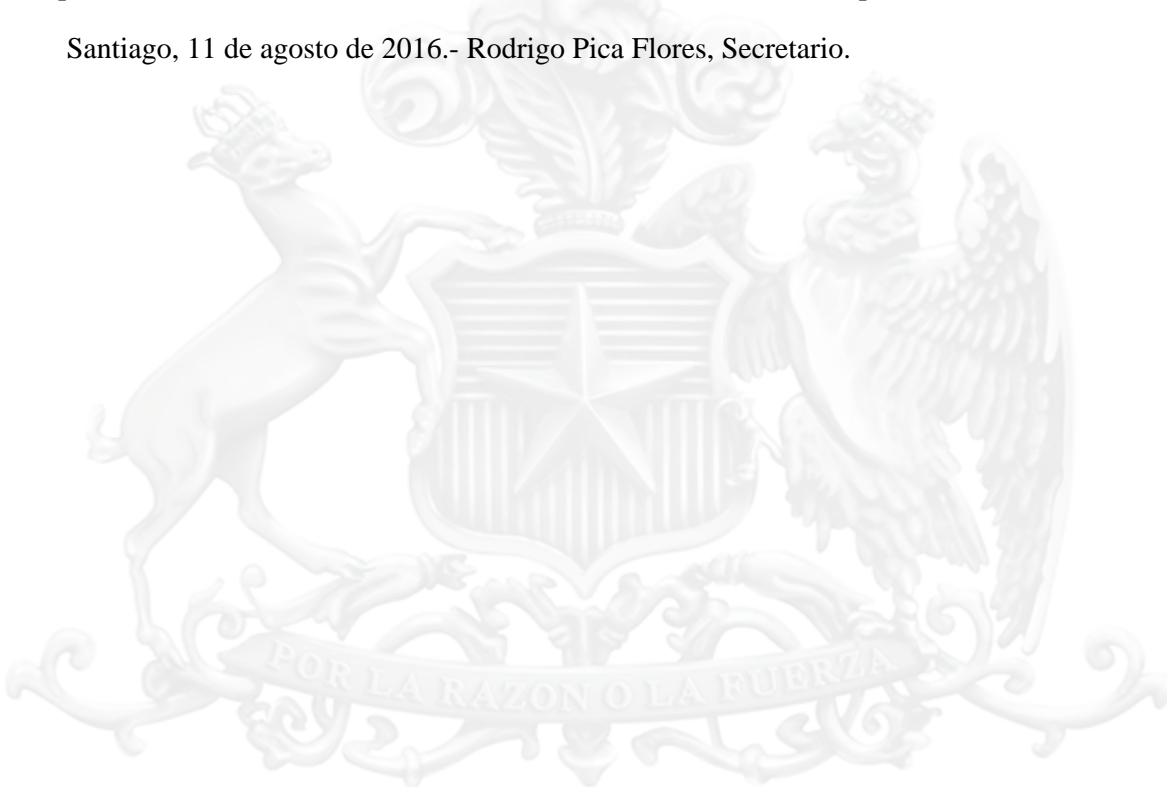 Santiago, 11 de agosto de 2016.- Rodrigo Pica Flores, Secretario.
POR LA RAZON O LA FUERZA